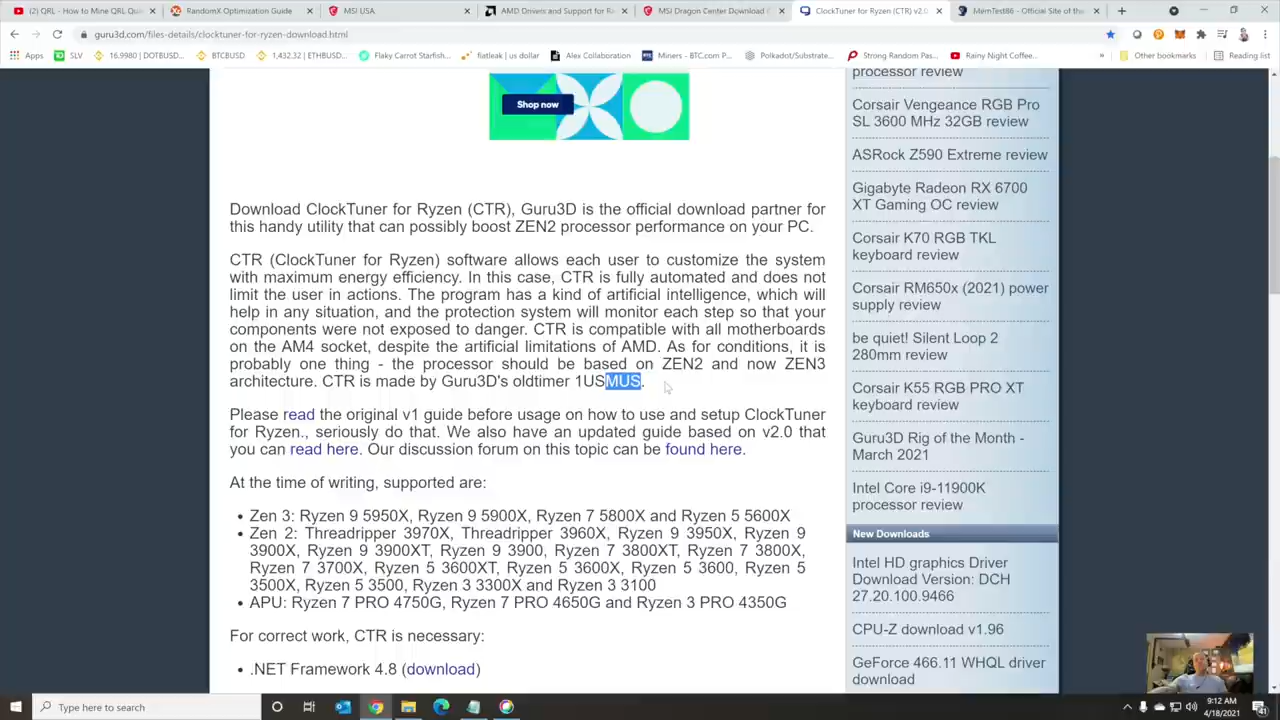 (2) QRL - How to Mine QRL Quan
RandomX Optimization Guide
MSI USA
AMD Drivers and Support for Ra
MSI Dragon Center Download (
ClockTuner for Ryzen (CTR) v2.0
MemTest86 - Official Site of the
guru3d.com/files-details/clocktuner-for-ryzen-download.html
Apps
SLV
16.9980 | DOTUSD...
BTCBUSD
1,432.32 | ETHBUSD...
Flaky Carrot Starfish...
fiatleak | us dollar
Alex Collaboration
Miners - BTC.com P...
Polkadot/Substrate...
Strong Random Pas...
Rainy Night Coffee...
»
Other bookmarks
Reading list
Shop now
Download ClockTuner for Ryzen (CTR), Guru3D is the official download partner for
this handy utility that can possibly boost ZEN2 processor performance on your PC.
CTR (ClockTuner for Ryzen) software allows each user to customize the system
with maximum energy efficiency. In this case, CTR is fully automated and does not
limit the user in actions. The program has a kind of artificial intelligence, which will
help in any situation, and the protection system will monitor each step so that your
components were not exposed to danger. CTR is compatible with all motherboards
on the AM4 socket, despite the artificial limitations of AMD. As for conditions, it is
probably one thing - the processor should be based on ZEN2 and now ZEN3
architecture. CTR is made by Guru3D's oldtimer 1USMUS.
Please read the original v1 guide before usage on how to use and setup ClockTuner
for Ryzen., seriously do that. We also have an updated guide based on v2.0 that
you can read here. Our discussion forum on this topic can be found here.
At the time of writing, supported are:
• Zen 3: Ryzen 9 5950X, Ryzen 9 5900X, Ryzen 7 5800X and Ryzen 5 5600X
• Zen 2: Threadripper 3970X, Threadripper 3960X, Ryzen 9 3950X, Ryzen 9
3900X, Ryzen 9 3900XT, Ryzen 9 3900, Ryzen 7 3800XT, Ryzen 7 3800X,
Ryzen 7 3700X, Ryzen 5 3600XT, Ryzen 5 3600X, Ryzen 5 3600, Ryzen 5
3500X, Ryzen 5 3500, Ryzen 3 3300X and Ryzen 3 3100
• APU: Ryzen 7 PRO 4750G, Ryzen 7 PRO 4650G and Ryzen 3 PRO 4350G
For correct work, CTR is necessary:
• .NET Framework 4.8 (download)
processor review
Corsair Vengeance RGB Pro
SL 3600 MHz 32GB review
ASRock Z590 Extreme review
Gigabyte Radeon RX 6700
XT Gaming OC review
Corsair K70 RGB TKL
keyboard review
Corsair RM650x (2021) power
supply review
be quiet! Silent Loop 2
280mm review
Corsair K55 RGB PRO XT
keyboard review
Guru3D Rig of the Month -
March 2021
Intel Core i9-11900K
processor review
New Downloads
Intel HD graphics Driver
Download Version: DCH
27.20.100.9466
CPU-Z download v1.96
GeForce 466.11 WHQL driver
download
Type here to search
9:12 AM
4/18/2021
41